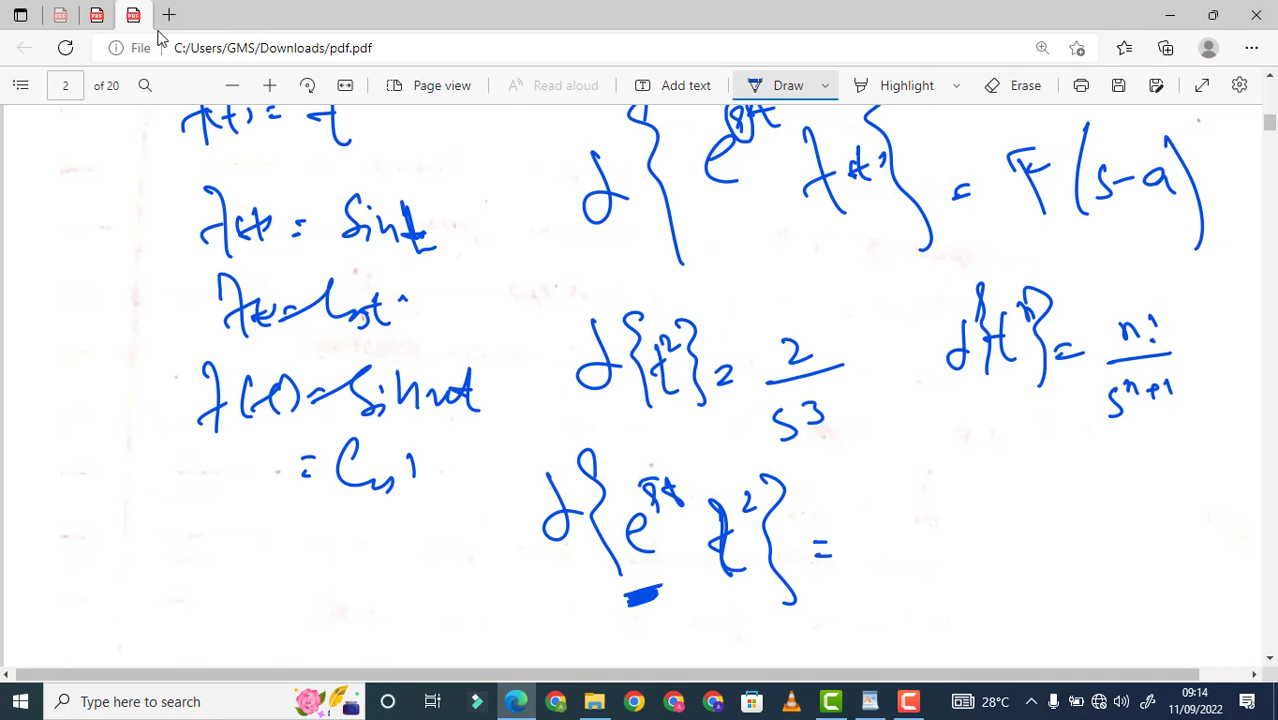 File C:/Users/GMS/Downloads/pdf.pdf
2 of 20 Page view Read aloud Add text Draw Highlight Erase
f(t) = t
f(t) = Sint
f(t) = Cost
ℒ{e^{at} f(t)} = F(s-a)
ℒ{t^2} = 2/s^3
ℒ{t^n} = n!/s^{n+1}
ℒ{e^{at} t^2} =
Type here to search
28°C
09:14
11/09/2022